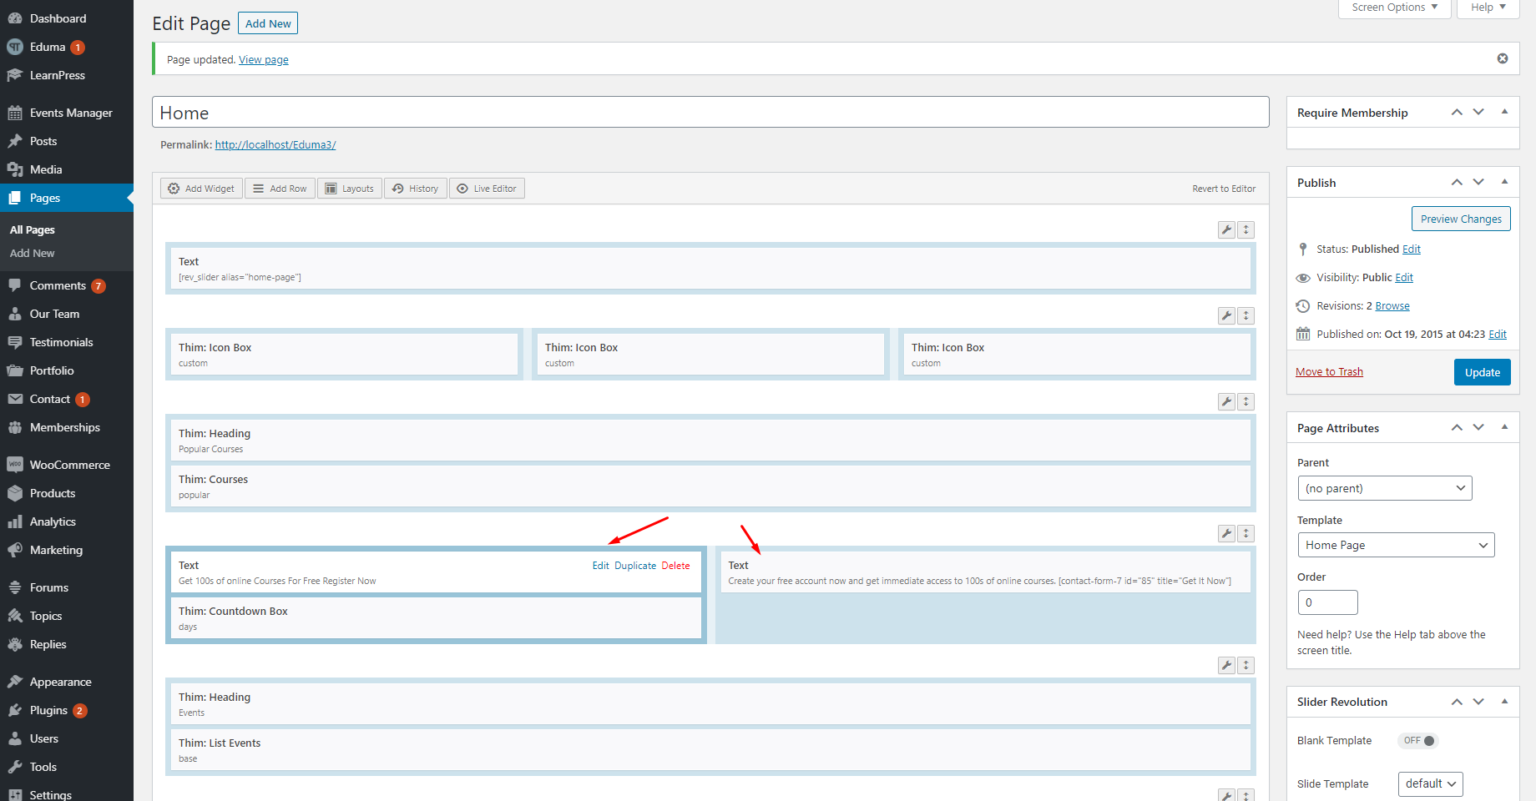 Dashboard
Eduma 1
LearnPress
Events Manager
Posts
Media
Pages
All Pages
Add New
Comments 7
Our Team
Testimonials
Portfolio
Contact 1
Memberships
WooCommerce
Products
Analytics
Marketing
Forums
Topics
Replies
Appearance
Plugins 2
Users
Tools
Settings
Screen Options
Help
Edit Page Add New
Page updated. View page
Home
Permalink: http://localhost/Eduma3/
Add Widget Add Row Layouts History Live Editor Revert to Editor
Text
[rev_slider alias="home-page"]
Thim: Icon Box
custom
Thim: Icon Box
custom
Thim: Icon Box
custom
Thim: Heading
Popular Courses
Thim: Courses
popular
Text Edit Duplicate Delete
Get 100s of online Courses For Free Register Now
Thim: Countdown Box
days
Text
Create your free account now and get immediate access to 100s of online courses. [contact-form-7 id="85" title="Get It Now"]
Thim: Heading
Events
Thim: List Events
base
Require Membership
Publish
Preview Changes
Status: Published Edit
Visibility: Public Edit
Revisions: 2 Browse
Published on: Oct 19, 2015 at 04:23 Edit
Move to Trash Update
Page Attributes
Parent
(no parent)
Template
Home Page
Order
0
Need help? Use the Help tab above the
screen title.
Slider Revolution
Blank Template OFF
Slide Template default